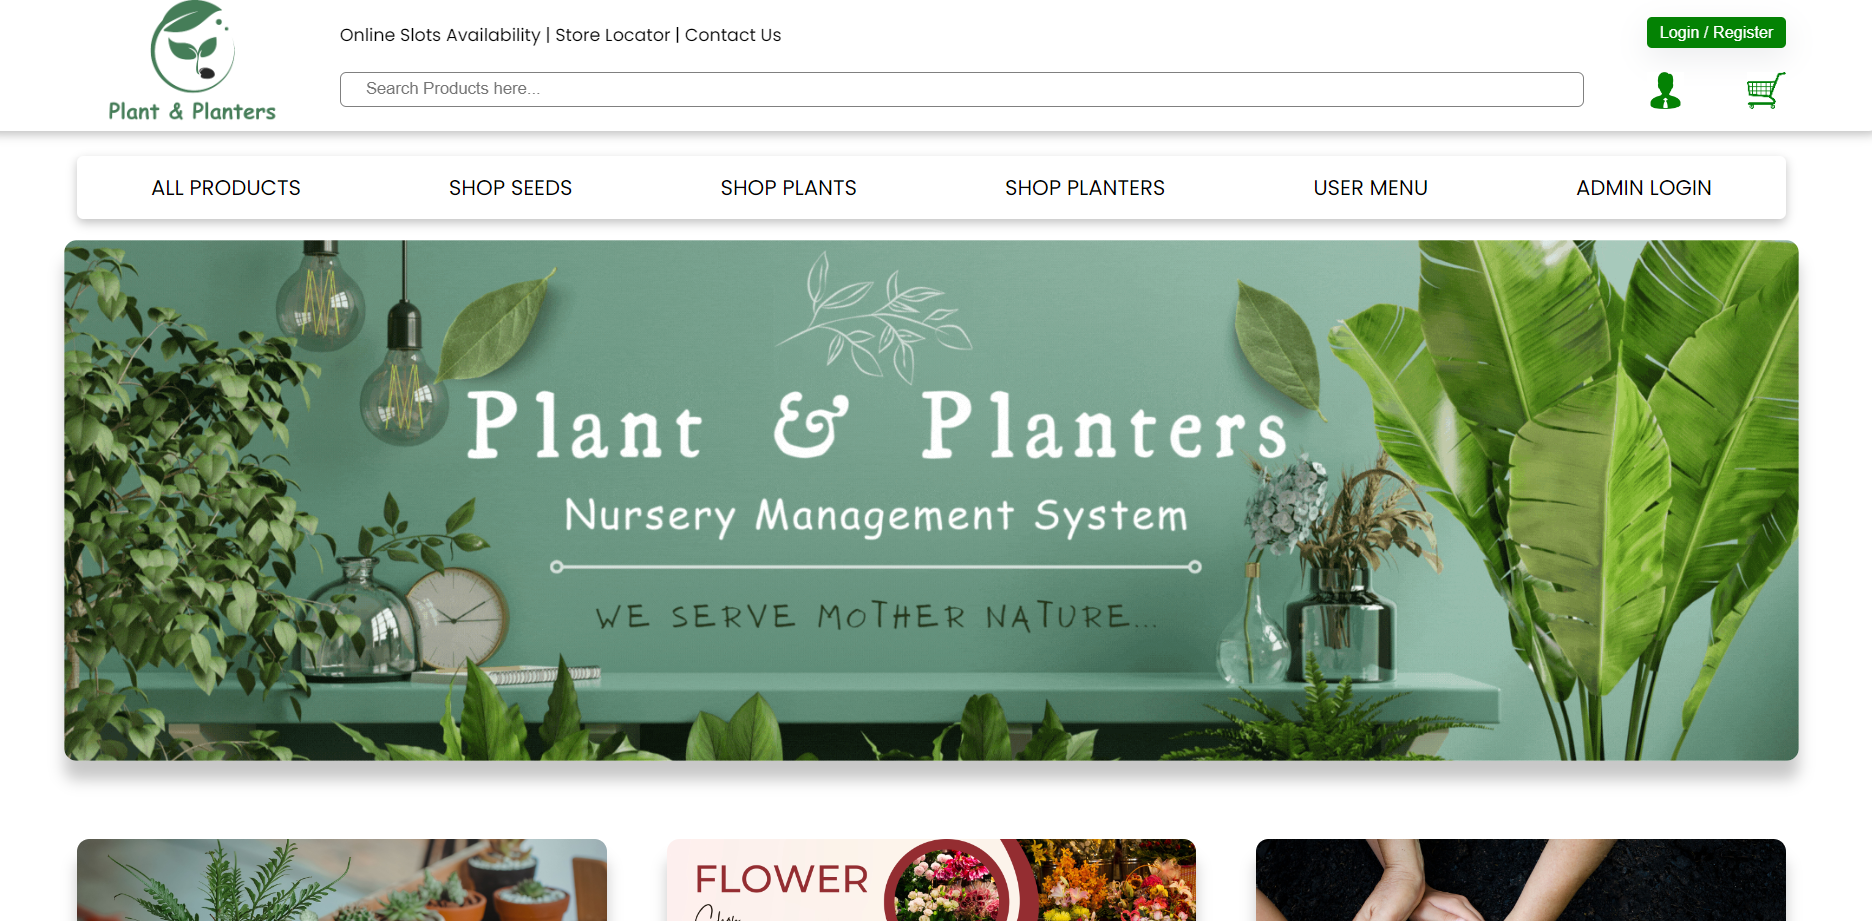 Plant & Planters
Online Slots Availability | Store Locator | Contact Us
Login / Register
Search Products here...
ALL PRODUCTS
SHOP SEEDS
SHOP PLANTS
SHOP PLANTERS
USER MENU
ADMIN LOGIN
Plant & Planters
Nursery Management System
WE SERVE MOTHER NATURE...
FLOWER